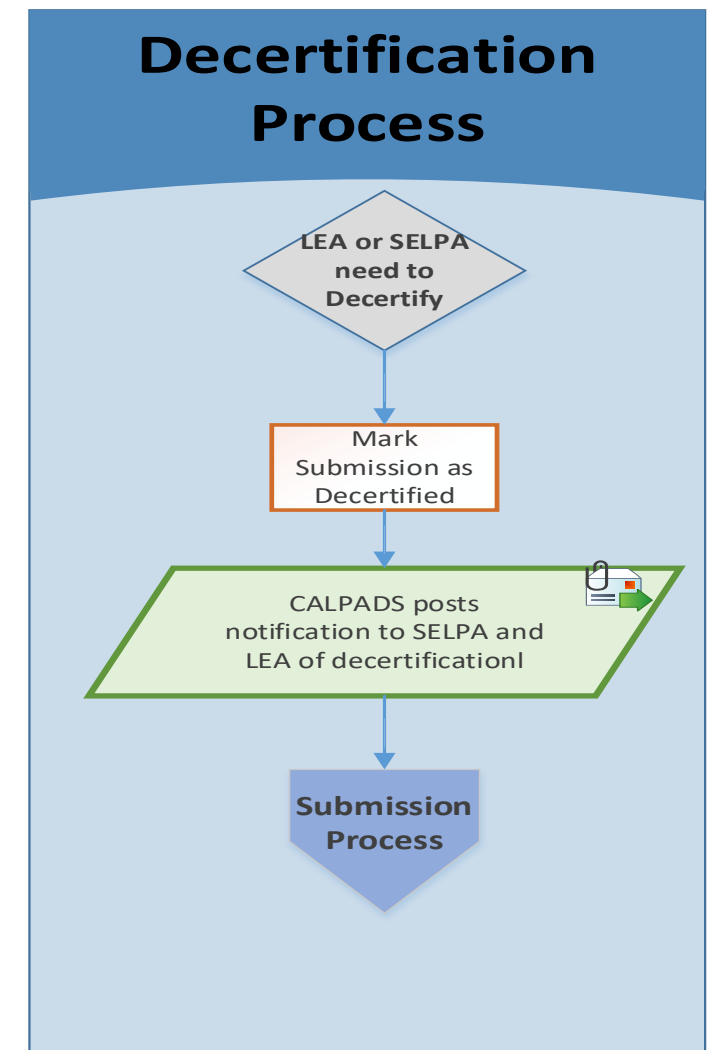 Decertification
Process
LEA or SELPA
need to
Decertify
Mark
Submission as
Decertified
CALPADS posts
notification to SELPA and
LEA of decertificationl
Submission
Process